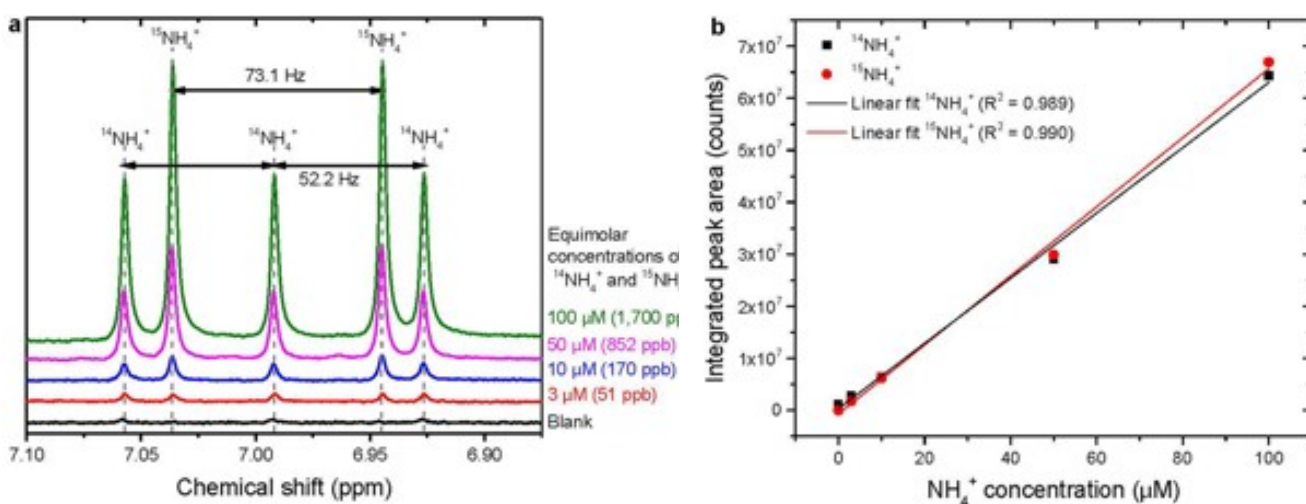 a
¹⁵NH₄⁺ ¹⁵NH₄⁺
73.1 Hz
¹⁴NH₄⁺ ¹⁴NH₄⁺ ¹⁴NH₄⁺
52.2 Hz
Equimolar
concentrations o
¹⁴NH₄⁺ and ¹⁵NH
100 µM (1,700 pp
50 µM (852 ppb)
10 µM (170 ppb)
3 µM (51 ppb)
Blank
7.10 7.05 7.00 6.95 6.90
Chemical shift (ppm)
b
¹⁴NH₄⁺
¹⁵NH₄⁺
Linear fit ¹⁴NH₄⁺ (R² = 0.989)
Linear fit ¹⁵NH₄⁺ (R² = 0.990)
7x10⁷
6x10⁷
5x10⁷
4x10⁷
3x10⁷
2x10⁷
1x10⁷
0
Integrated peak area (counts)
0 20 40 60 80 100
NH₄⁺ concentration (µM)